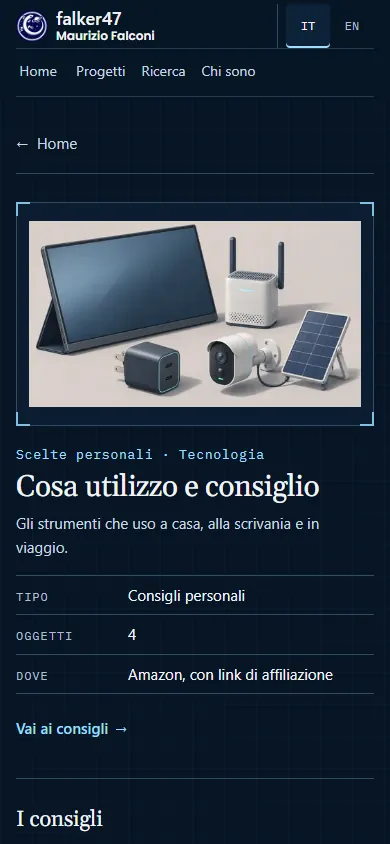 falker47
Maurizio Falconi
IT EN
Home Progetti Ricerca Chi sono
← Home
Scelte personali · Tecnologia
Cosa utilizzo e consiglio
Gli strumenti che uso a casa, alla scrivania e in
viaggio.
TIPO Consigli personali
OGGETTI 4
DOVE Amazon, con link di affiliazione
Vai ai consigli →
I consigli